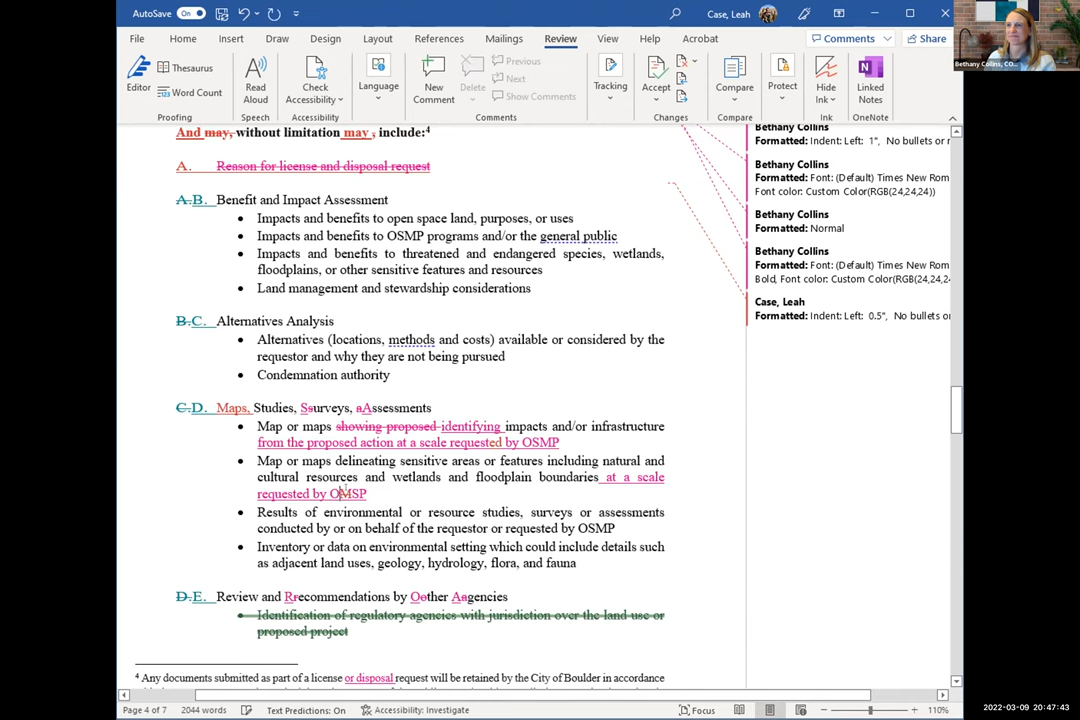 AutoSave On
Case, Leah
Bethany Collins, CO...
File Home Insert Draw Design Layout References Mailings Review View Help Acrobat
Comments Share
Editor
Thesaurus
Word Count
Read Aloud
Check Accessibility
Language
New Comment
Delete
Previous
Next
Show Comments
Tracking
Accept
Compare
Protect
Hide Ink
Linked Notes
Proofing Speech Accessibility Comments Changes Compare Ink OneNote
And may, without limitation may , include:4
A. Reason for license and disposal request
A.B. Benefit and Impact Assessment
• Impacts and benefits to open space land, purposes, or uses
• Impacts and benefits to OSMP programs and/or the general public
• Impacts and benefits to threatened and endangered species, wetlands,
floodplains, or other sensitive features and resources
• Land management and stewardship considerations
B.C. Alternatives Analysis
• Alternatives (locations, methods and costs) available or considered by the
requestor and why they are not being pursued
• Condemnation authority
C.D. Maps, Studies, Ssurveys, aAssessments
• Map or maps showing proposed identifying impacts and/or infrastructure
from the proposed action at a scale requested by OSMP
• Map or maps delineating sensitive areas or features including natural and
cultural resources and wetlands and floodplain boundaries at a scale
requested by OMSP
• Results of environmental or resource studies, surveys or assessments
conducted by or on behalf of the requestor or requested by OSMP
• Inventory or data on environmental setting which could include details such
as adjacent land uses, geology, hydrology, flora, and fauna
D.E. Review and Rrecommendations by Oother Aagencies
• Identification of regulatory agencies with jurisdiction over the land use or
proposed project
4 Any documents submitted as part of a license or disposal request will be retained by the City of Boulder in accordance
Bethany Collins
Formatted: Indent: Left: 1", No bullets or
Bethany Collins
Formatted: Font: (Default) Times New Rom
Font color: Custom Color(RGB(24,24,24))
Bethany Collins
Formatted: Normal
Bethany Collins
Formatted: Font: (Default) Times New Rom
Bold, Font color: Custom Color(RGB(24,24,24
Case, Leah
Formatted: Indent: Left: 0.5", No bullets or
Page 4 of 7 2044 words Text Predictions: On Accessibility: Investigate Focus 110%
2022-03-09 20:47:43